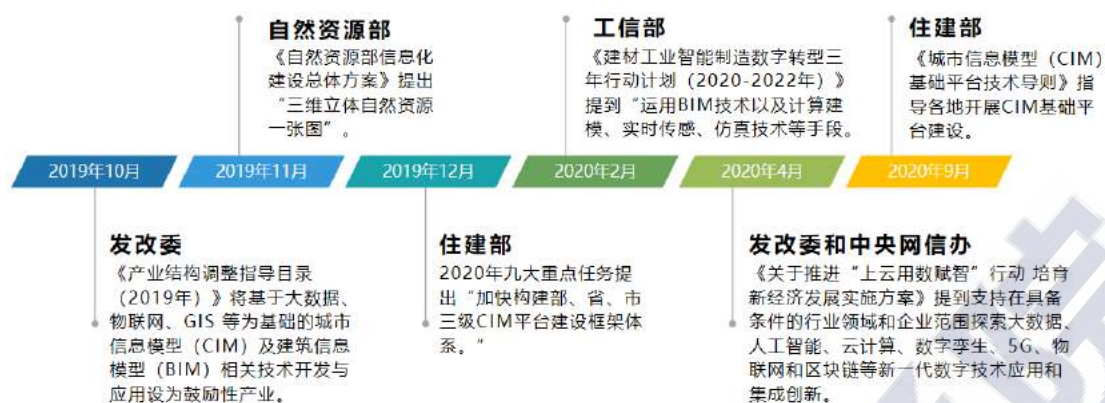 自然资源部
《自然资源部信息化
建设总体方案》提出
“三维立体自然资源
一张图”。
工信部
《建材工业智能制造数字转型三
年行动计划（2020-2022年）》
提到“运用BIM技术以及计算建
模、实时传感、仿真技术等手段。
住建部
《城市信息模型（CIM）
基础平台技术导则》指
导各地开展CIM基础平
台建设。
2019年10月
2019年11月
2019年12月
2020年2月
2020年4月
2020年9月
发改委
《产业结构调整指导目录
（2019年）》将基于大数据、
物联网、GIS 等为基础的城市
信息模型（CIM）及建筑信息
模型（BIM）相关技术开发与
应用设为鼓励性产业。
住建部
2020年九大重点任务提
出“加快构建部、省、市
三级CIM平台建设框架体
系。”
发改委和中央网信办
《关于推进“上云用数赋智”行动 培育
新经济发展实施方案》提到支持在具备
条件的行业领域和企业范围探索大数据、
人工智能、云计算、数字孪生、5G、物
联网和区块链等新一代数字技术应用和
集成创新。